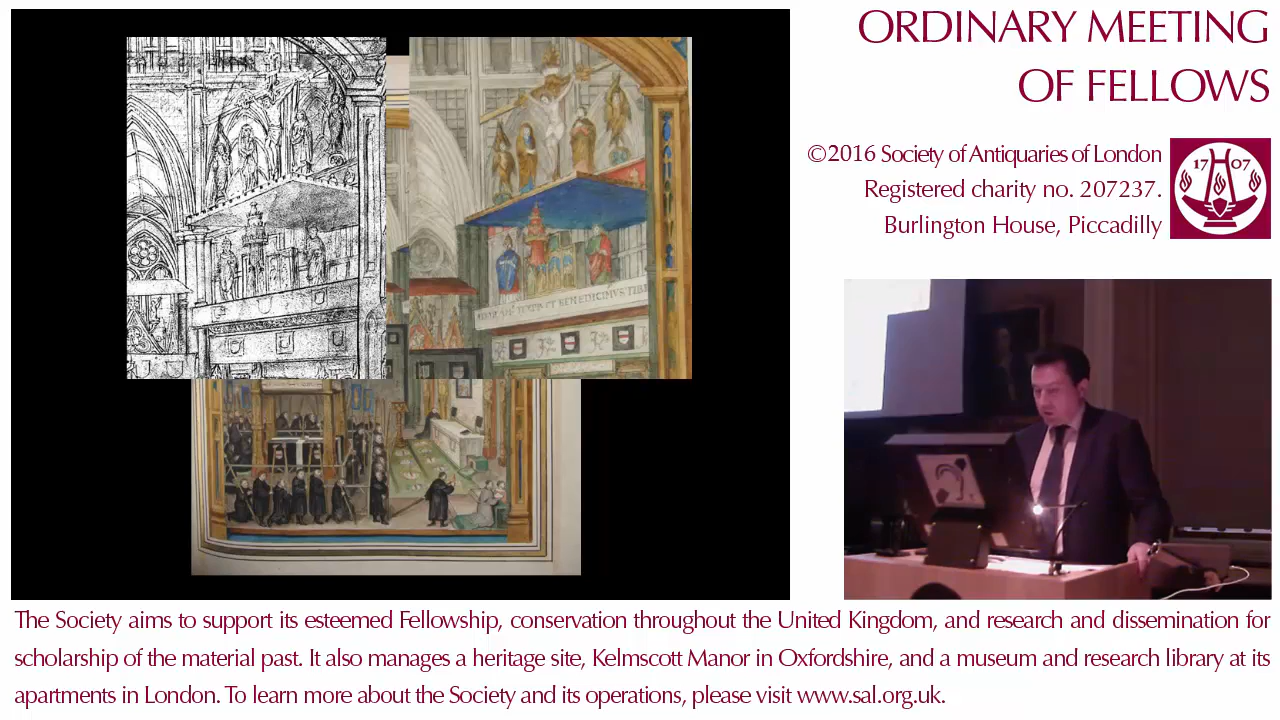 ORDINARY MEETING
OF FELLOWS
©2016 Society of Antiquaries of London
Registered charity no. 207237.
Burlington House, Piccadilly
1707
BENEDICIMVS TIBI
The Society aims to support its esteemed Fellowship, conservation throughout the United Kingdom, and research and dissemination for
scholarship of the material past. It also manages a heritage site, Kelmscott Manor in Oxfordshire, and a museum and research library at its
apartments in London. To learn more about the Society and its operations, please visit www.sal.org.uk.